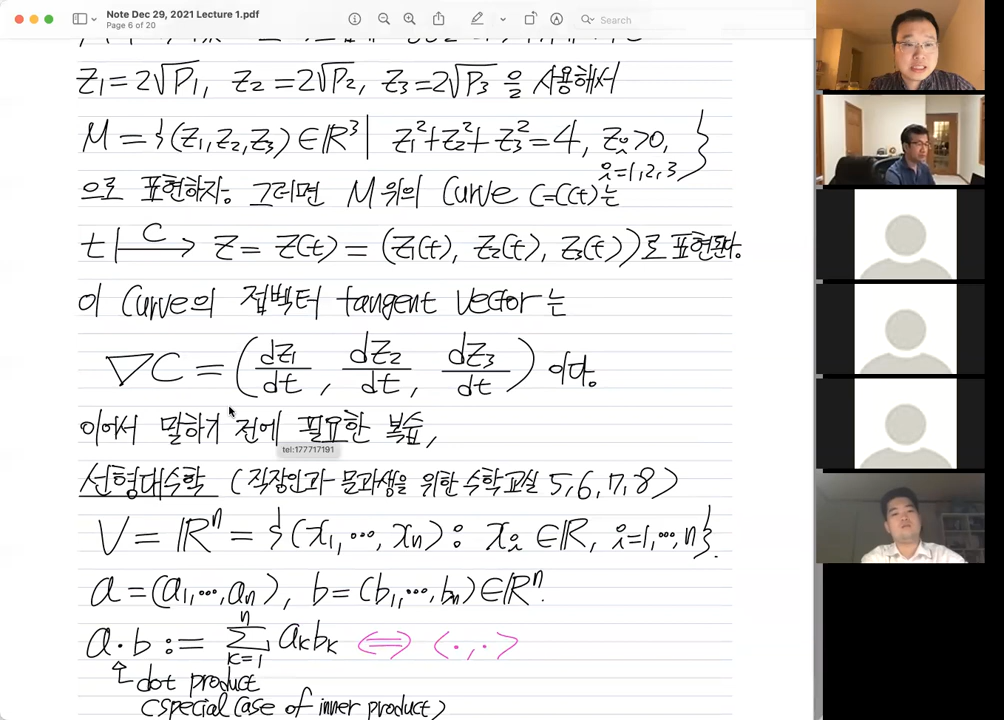 Note Dec 29, 2021 Lecture 1.pdf
Page 6 of 20
Search
z₁=2√P₁, z₂=2√P₂, z₃=2√P₃ 을 사용해서
M={(z₁,z₂,z₃)∈ℝ³| z₁²+z₂²+z₃²=4, zᵢ>0, i=1,2,3}
으로 표현하자. 그러면 M 위의 Curve C=C(t)는
t|—C→ z=z(t)=(z₁(t), z₂(t), z₃(t))로 표현된다.
이 Curve의 접벡터 tangent vector는
▽C=(dz₁/dt, dz₂/dt, dz₃/dt) 이다.
이어서 말하기 전에 필요한 복습,
tel:177717191
선형대수학 (직장인과 문과생을 위한 수학교실 5,6,7,8)
V=ℝⁿ={(x₁,⋯,xₙ): xᵢ∈ℝ, i=1,⋯,n}.
a=(a₁,⋯,aₙ), b=(b₁,⋯,bₙ)∈ℝⁿ.
a·b:=∑ₖ₌₁ⁿ aₖbₖ ⟺ ⟨·,·⟩
dot product
(special case of inner product)